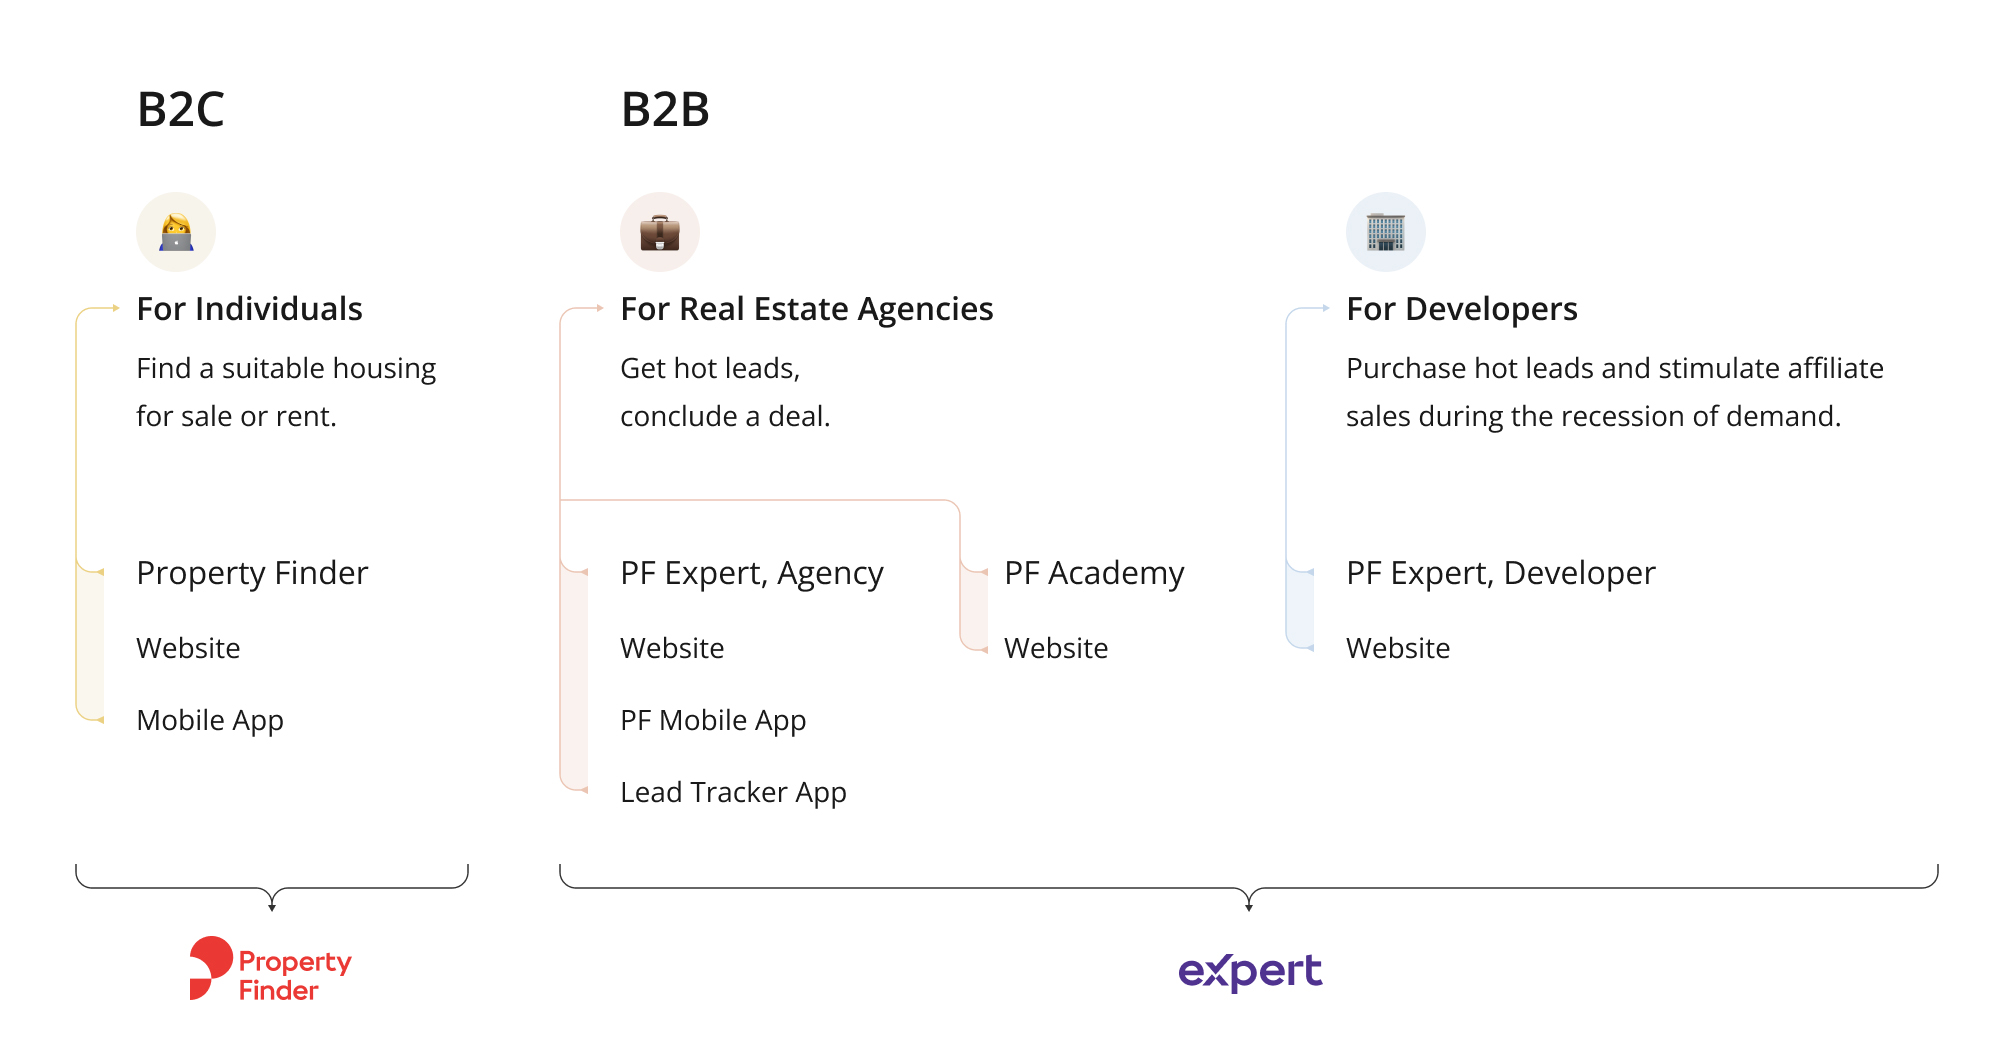 B2C
B2B
For Individuals
Find a suitable housing
for sale or rent.
For Real Estate Agencies
Get hot leads,
conclude a deal.
For Developers
Purchase hot leads and stimulate affiliate
sales during the recession of demand.
Property Finder
Website
Mobile App
PF Expert, Agency
Website
PF Mobile App
Lead Tracker App
PF Academy
Website
PF Expert, Developer
Website
Property
Finder
expert